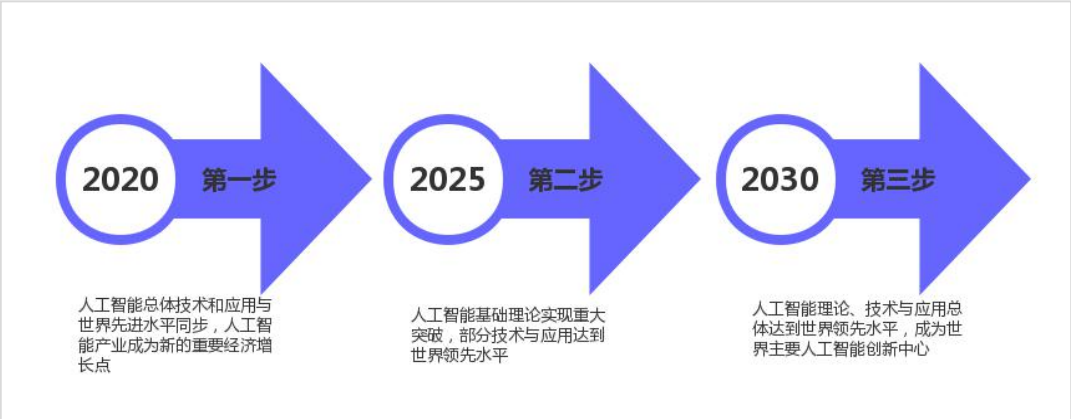 2020
第一步
2025
第二步
2030
第三步
人工智能总体技术和应用与
世界先进水平同步，人工智
能产业成为新的重要经济增
长点
人工智能基础理论实现重大
突破，部分技术与应用达到
世界领先水平
人工智能理论、技术与应用总
体达到世界领先水平，成为世
界主要人工智能创新中心